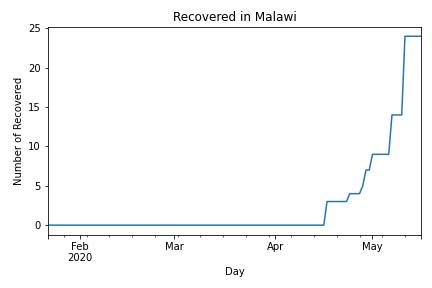 Recovered in Malawi
Number of Recovered
25
20
15
10
5
0
Feb
2020
Mar
Apr
May
Day